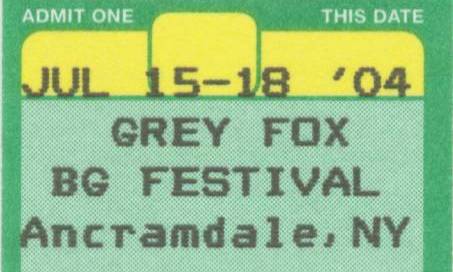 ADMIT ONE THIS DATE
JUL 15-18 '04
GREY FOX
BG FESTIVAL
Ancramdale, NY